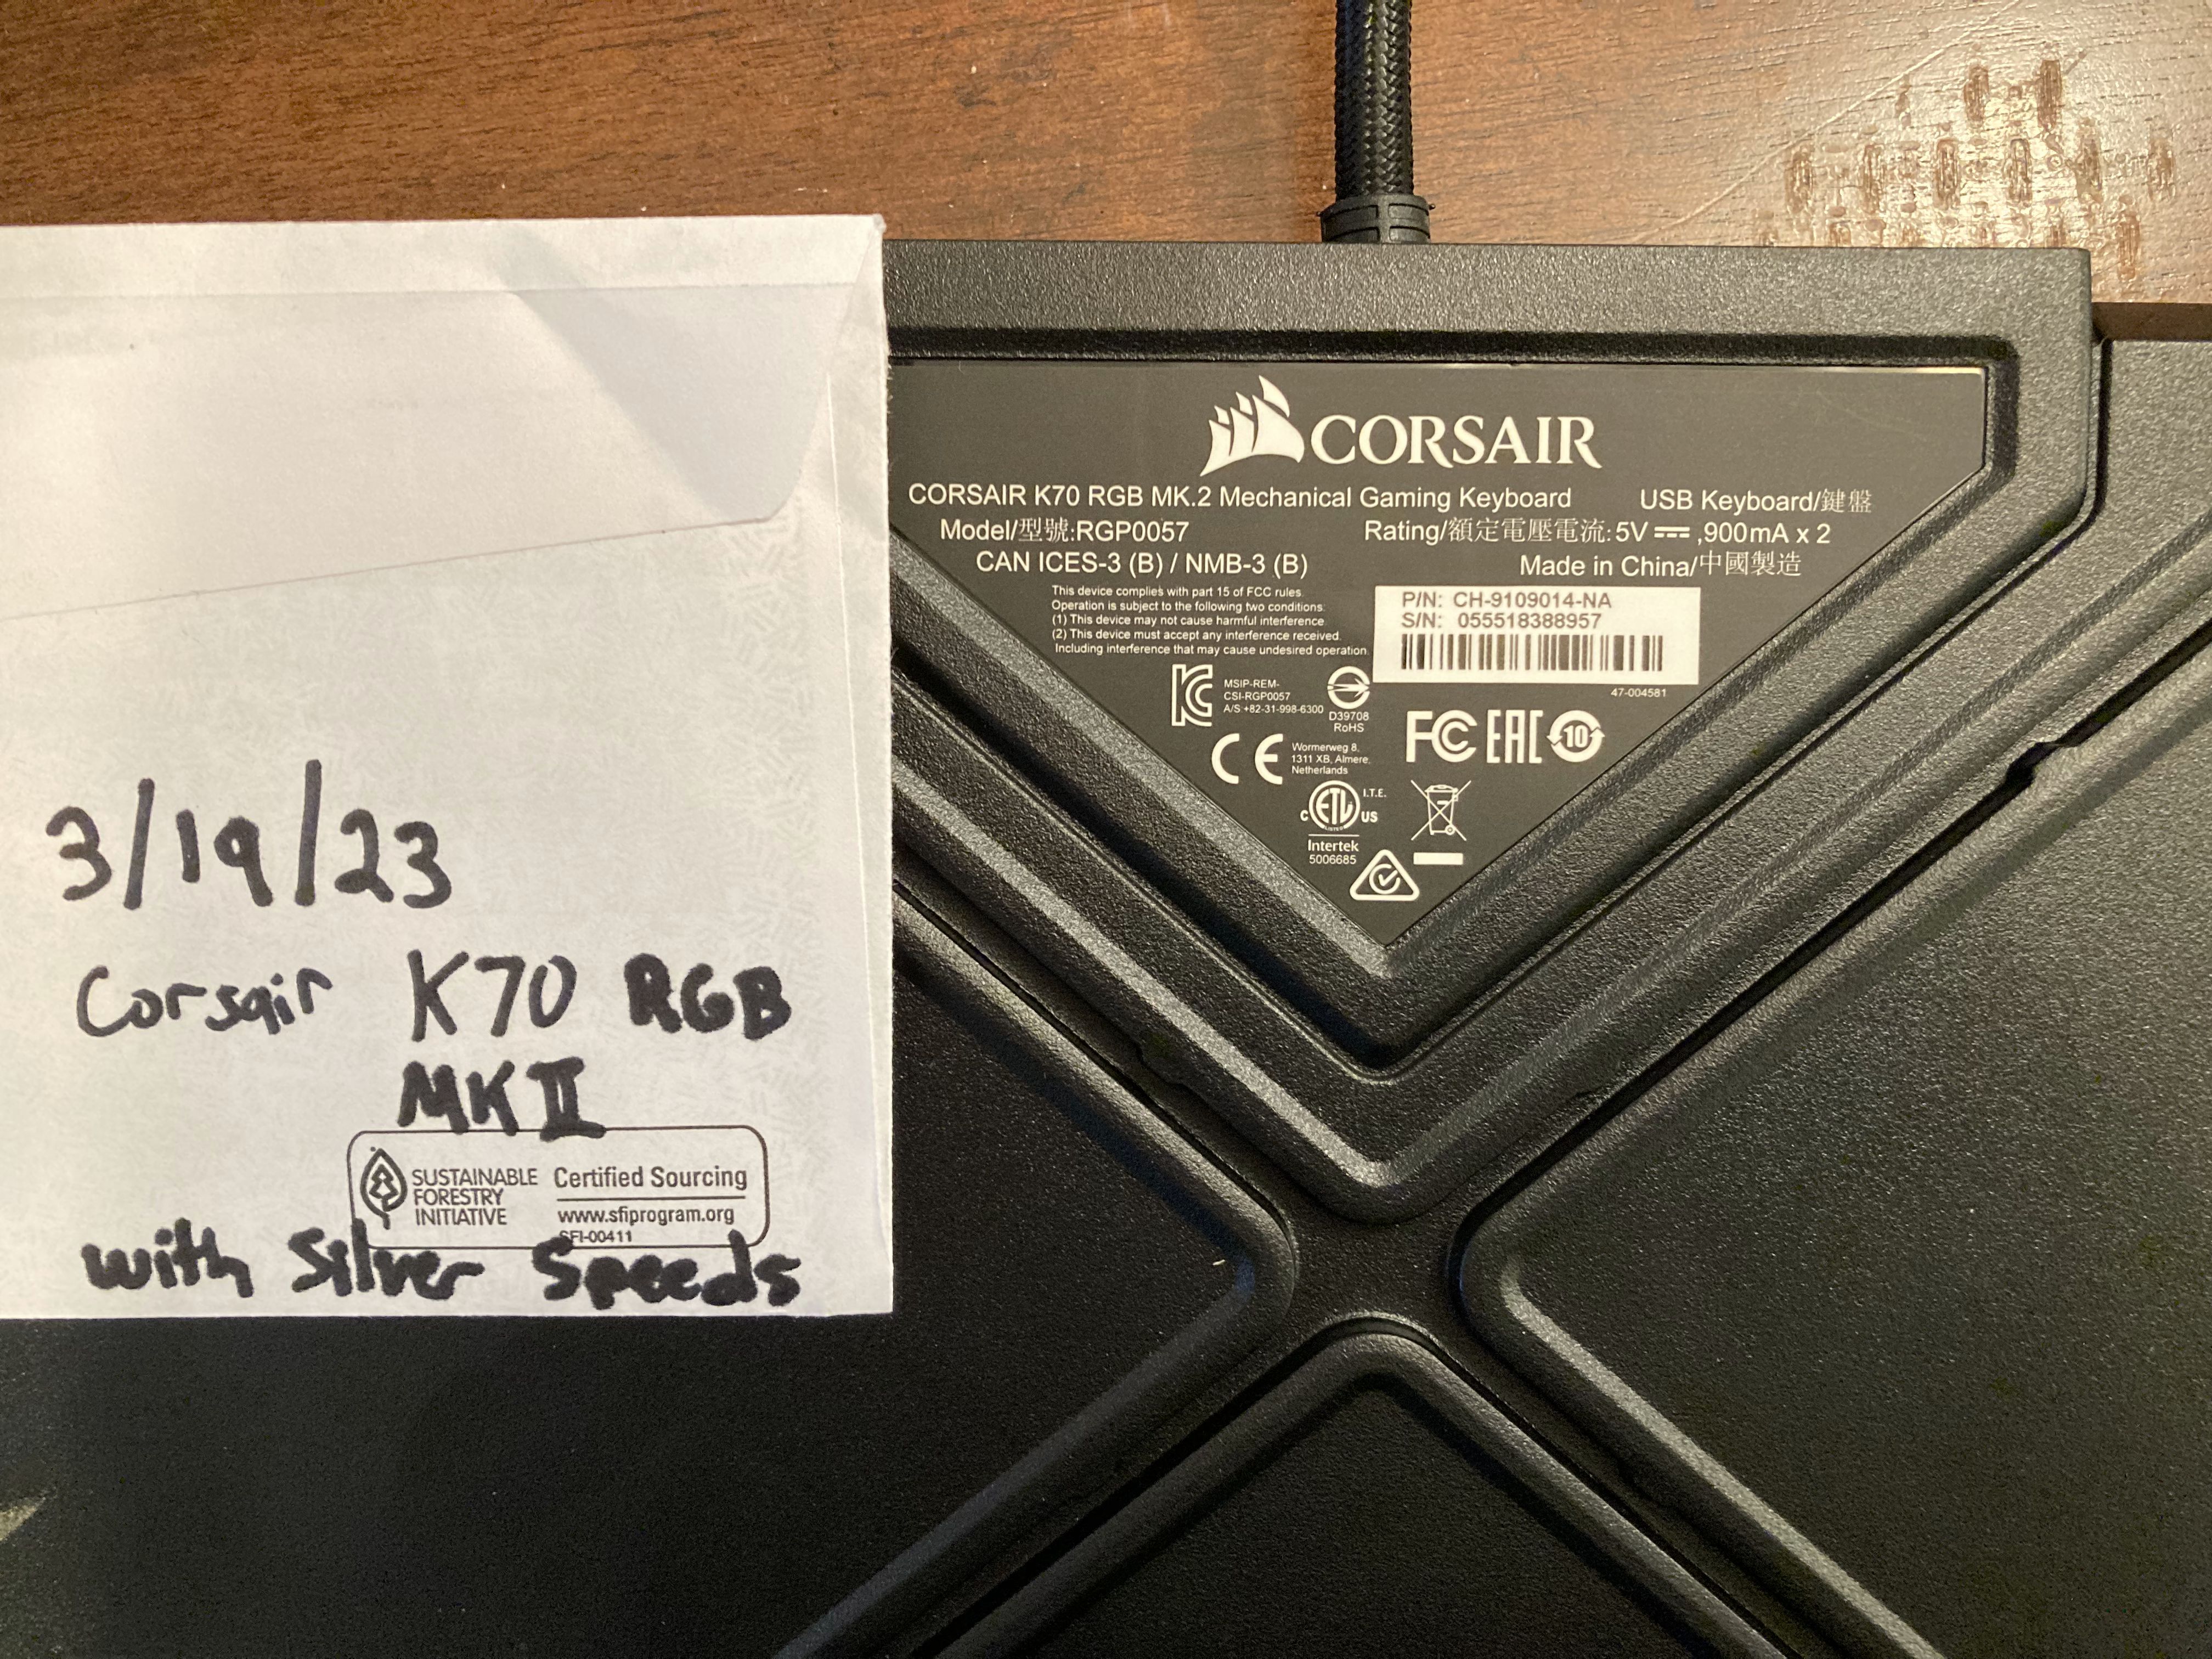 3/19/23
Corsair K70 RGB
MK II
SUSTAINABLE
FORESTRY
INITIATIVE
Certified Sourcing
www.sfiprogram.org
SFI-00411
with Silver Speeds
CORSAIR
CORSAIR K70 RGB MK.2 Mechanical Gaming Keyboard USB Keyboard/鍵盤
Model/型號:RGP0057 Rating/額定電壓電流:5V ⎓ ,900mA x 2
CAN ICES-3 (B) / NMB-3 (B) Made in China/中國製造
This device complies with part 15 of FCC rules.
Operation is subject to the following two conditions:
(1) This device may not cause harmful interference.
(2) This device must accept any interference received.
Including interference that may cause undesired operation.
P/N: CH-9109014-NA
S/N: 055518388957
47-004581
MSIP-REM-
CSI-RGP0057
A/S:+82-31-998-6300
D39708
RoHS
FC EAC 10
CE
Wormerweg 8,
1311 XB, Almere,
Netherlands
c ETL us
LISTED
I.T.E.
Intertek
5006685